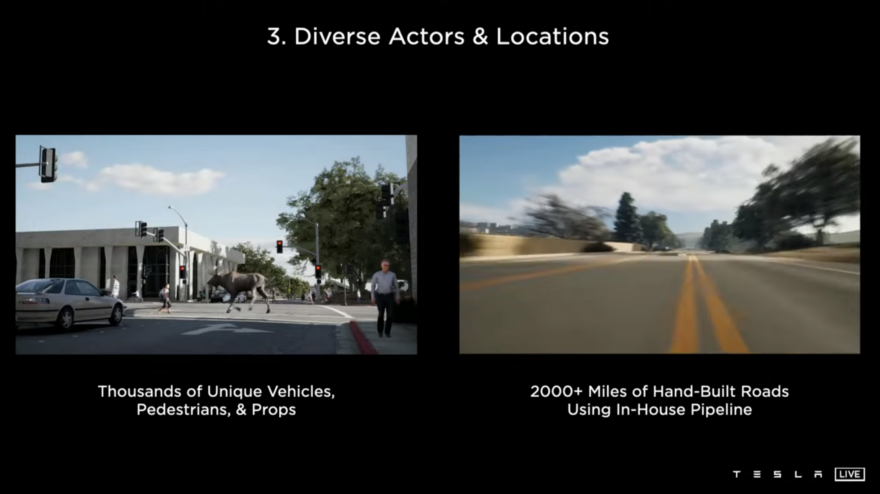 3. Diverse Actors & Locations
Thousands of Unique Vehicles,
Pedestrians, & Props
2000+ Miles of Hand-Built Roads
Using In-House Pipeline
TESLA LIVE